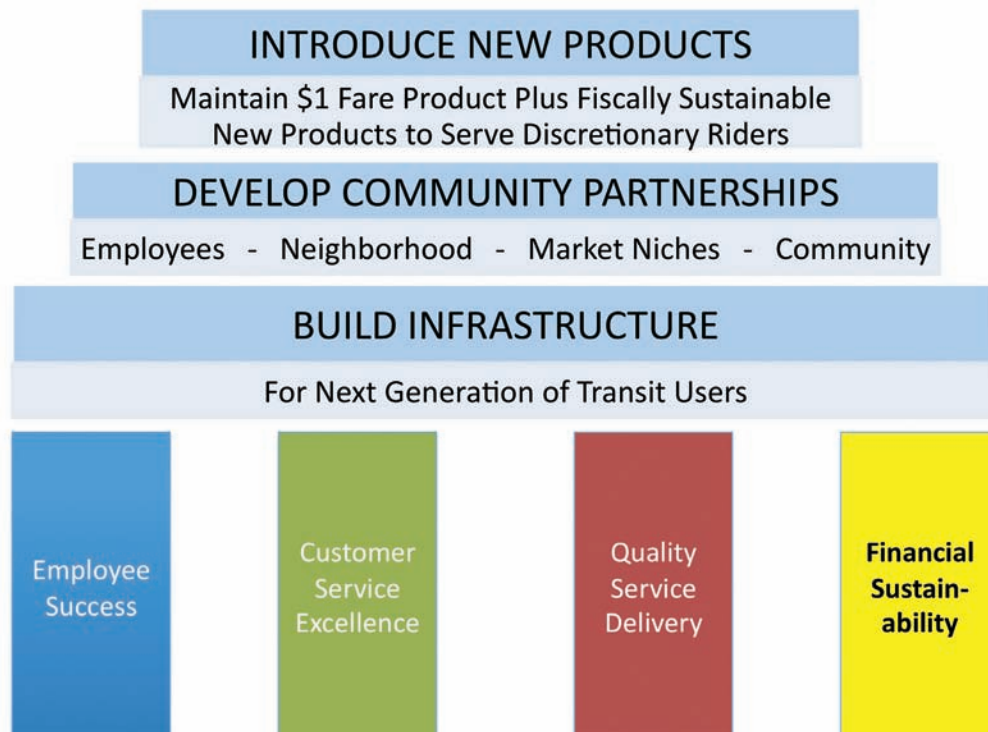 INTRODUCE NEW PRODUCTS
Maintain $1 Fare Product Plus Fiscally Sustainable
New Products to Serve Discretionary Riders
DEVELOP COMMUNITY PARTNERSHIPS
Employees - Neighborhood - Market Niches - Community
BUILD INFRASTRUCTURE
For Next Generation of Transit Users
Employee
Success
Customer
Service
Excellence
Quality
Service
Delivery
Financial
Sustain-
ability